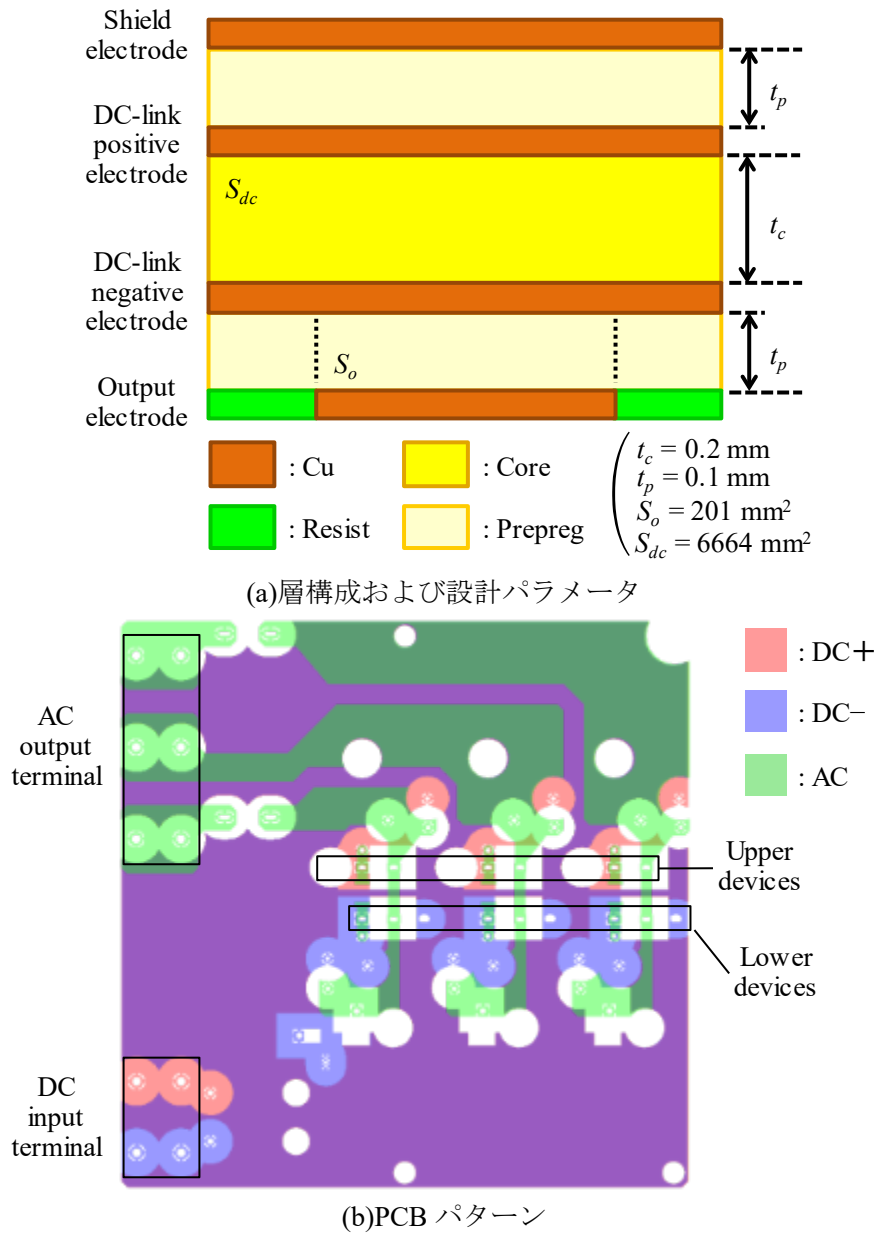 Shield
electrode
DC-link
positive
electrode
DC-link
negative
electrode
Output
electrode
S_dc
S_o
t_p
t_c
t_p
: Cu
: Core
: Resist
: Prepreg
t_c = 0.2 mm
t_p = 0.1 mm
S_o = 201 mm²
S_dc = 6664 mm²
(a)層構成および設計パラメータ
AC
output
terminal
DC
input
terminal
: DC＋
: DC−
: AC
Upper
devices
Lower
devices
(b)PCB パターン